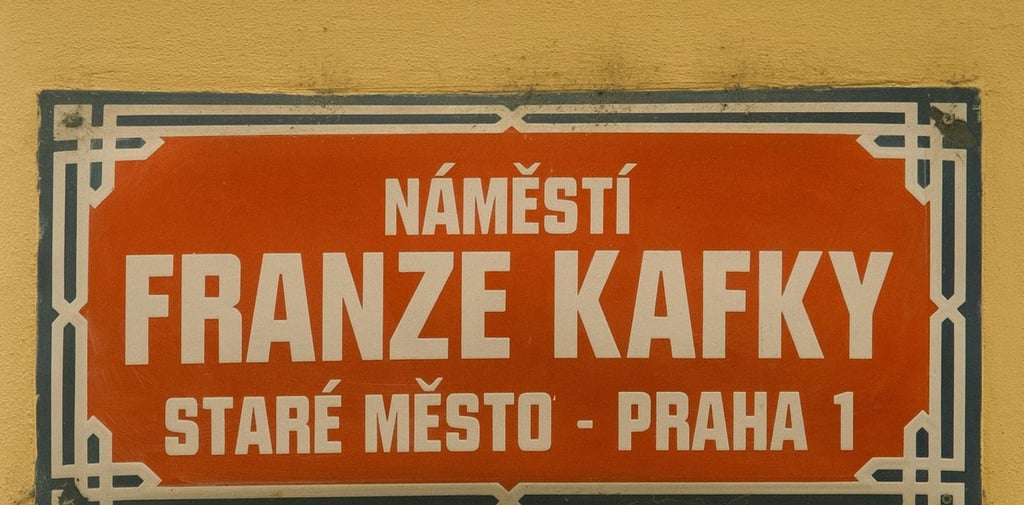 NÁMĚSTÍ
FRANZE KAFKY
STARÉ MĚSTO - PRAHA 1